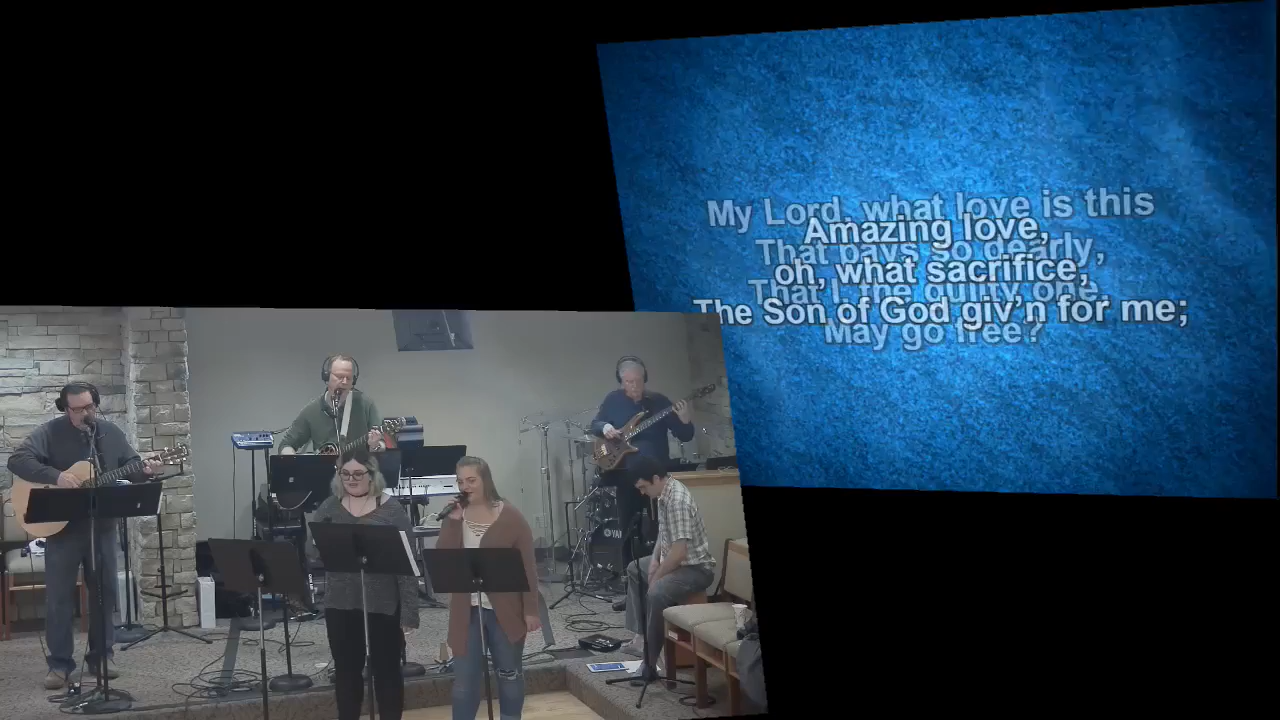 My Lord, what love is this
Amazing love,
That pays so dearly,
oh, what sacrifice,
That I, the guilty one,
The Son of God giv'n for me;
May go free?
YAM